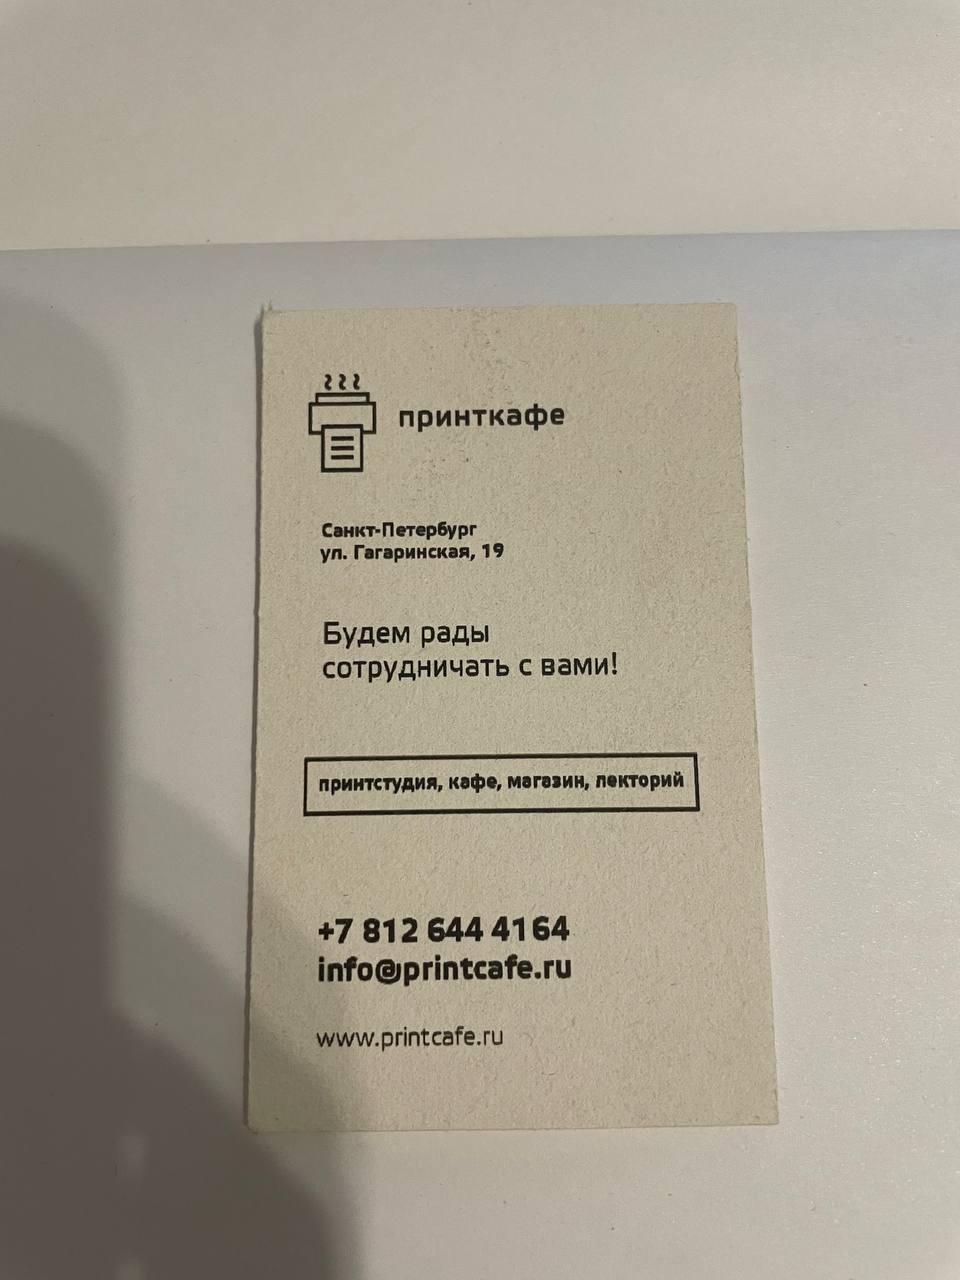 принткафе
Санкт-Петербург
ул. Гагаринская, 19
Будем рады
сотрудничать с вами!
принтстудия, кафе, магазин, лекторий
+7 812 644 4164
info@printcafe.ru
www.printcafe.ru